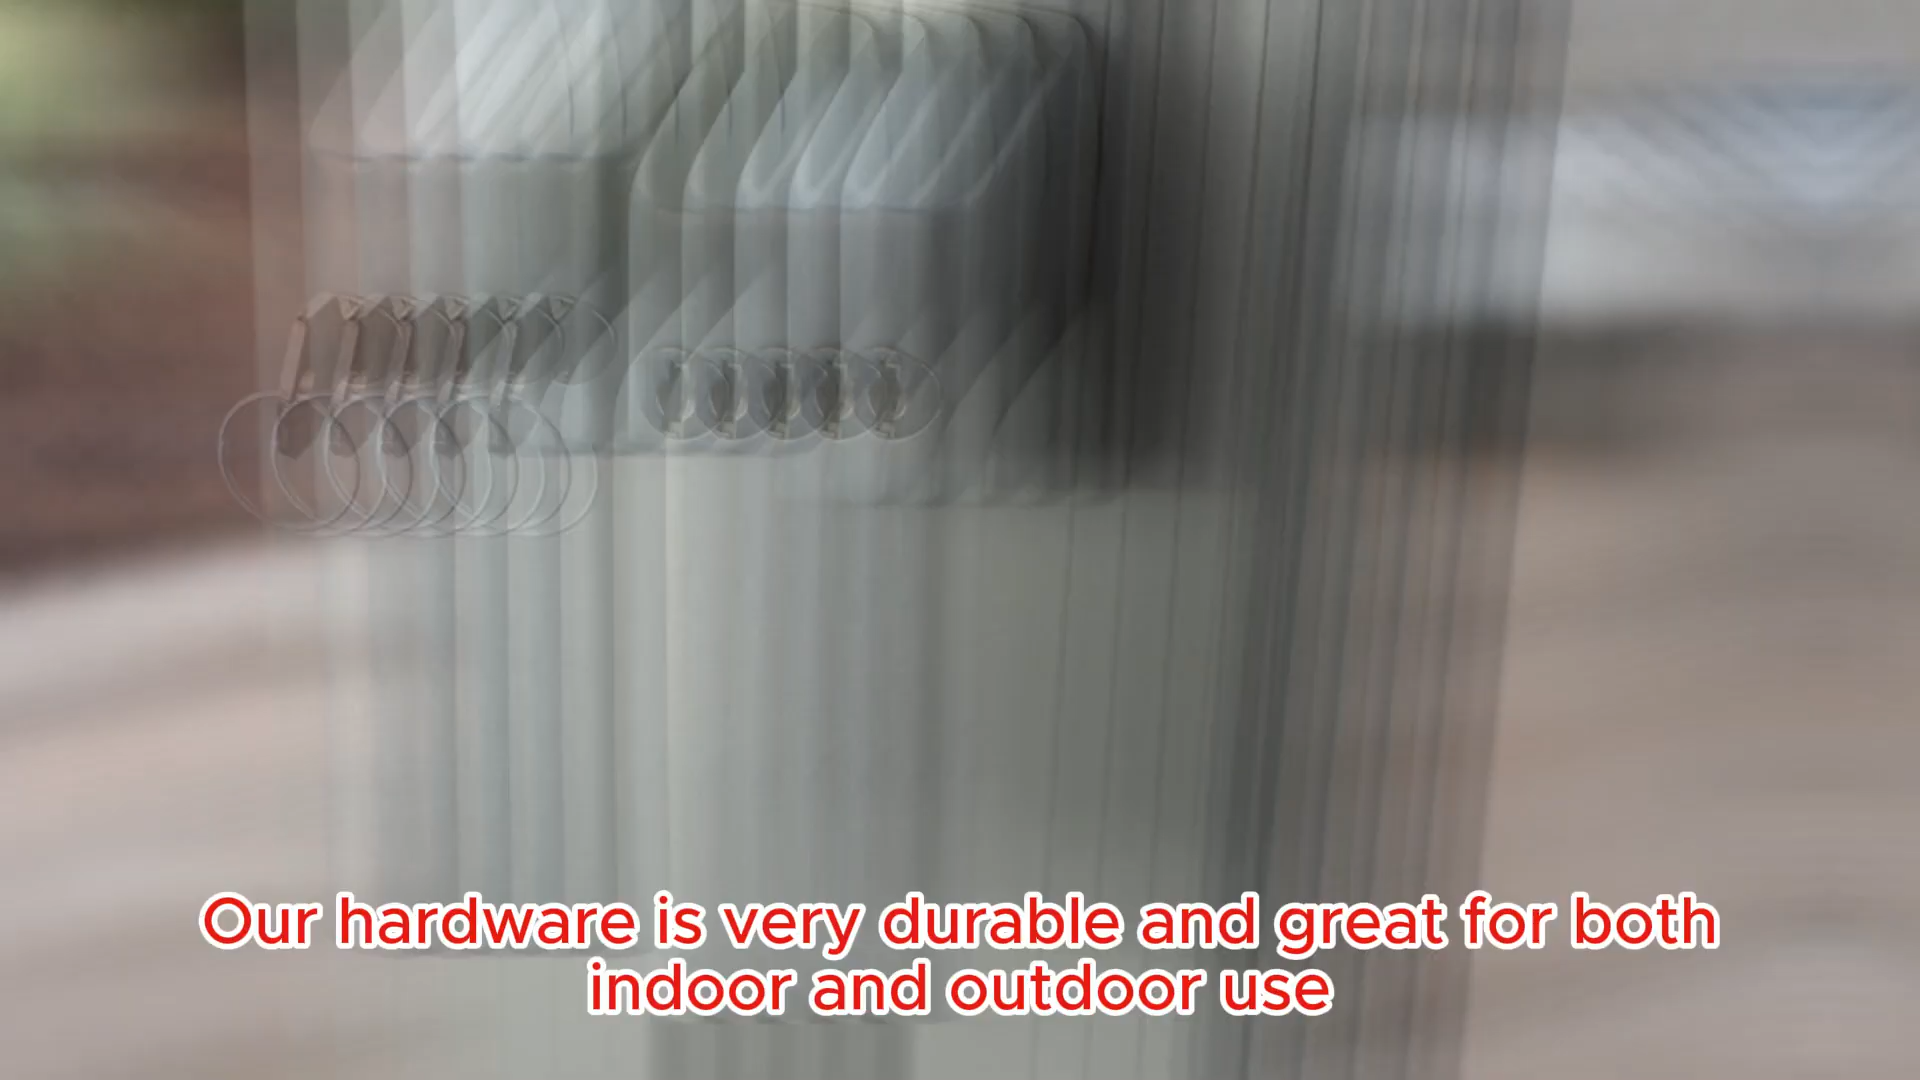 Our hardware is very durable and great for both
indoor and outdoor use